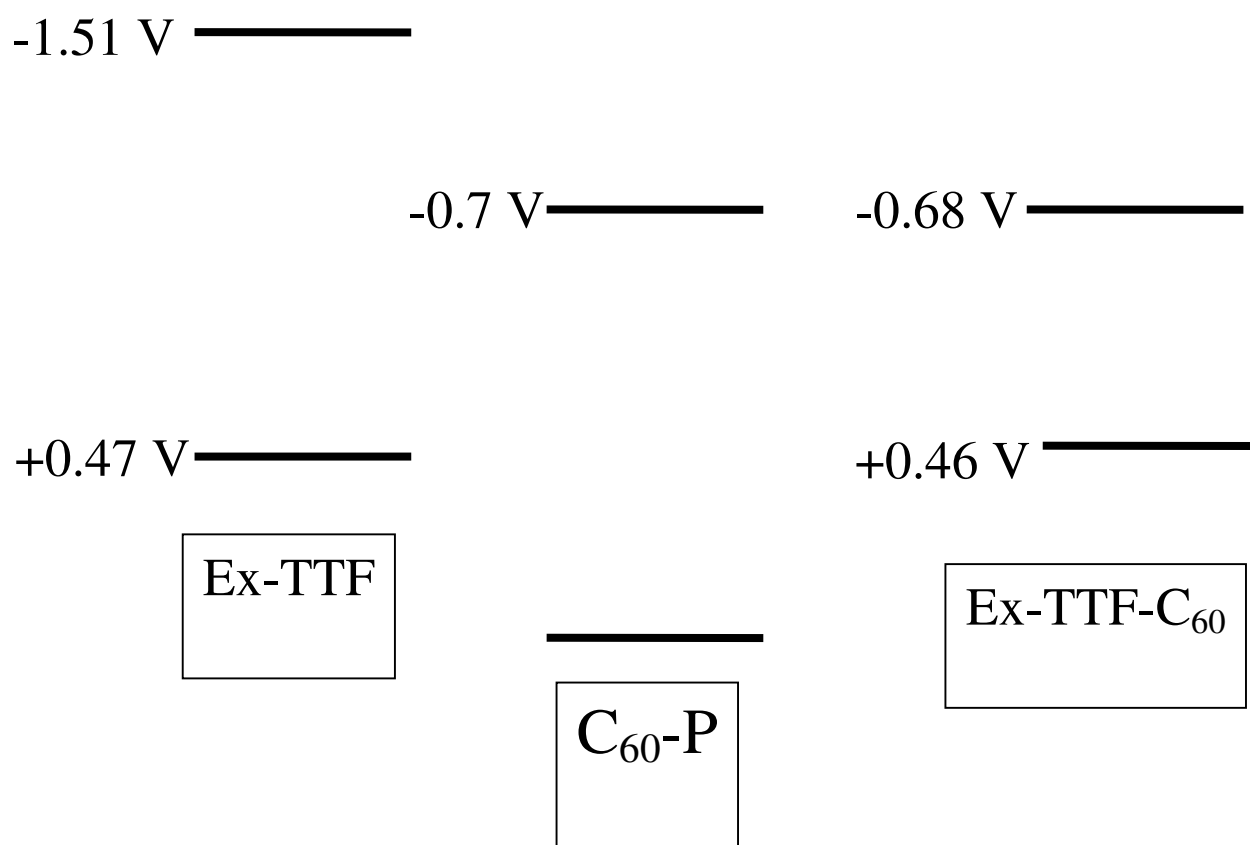 -1.51 V
-0.7 V
-0.68 V
+0.47 V
+0.46 V
Ex-TTF
Ex-TTF-C₆₀
C₆₀-P